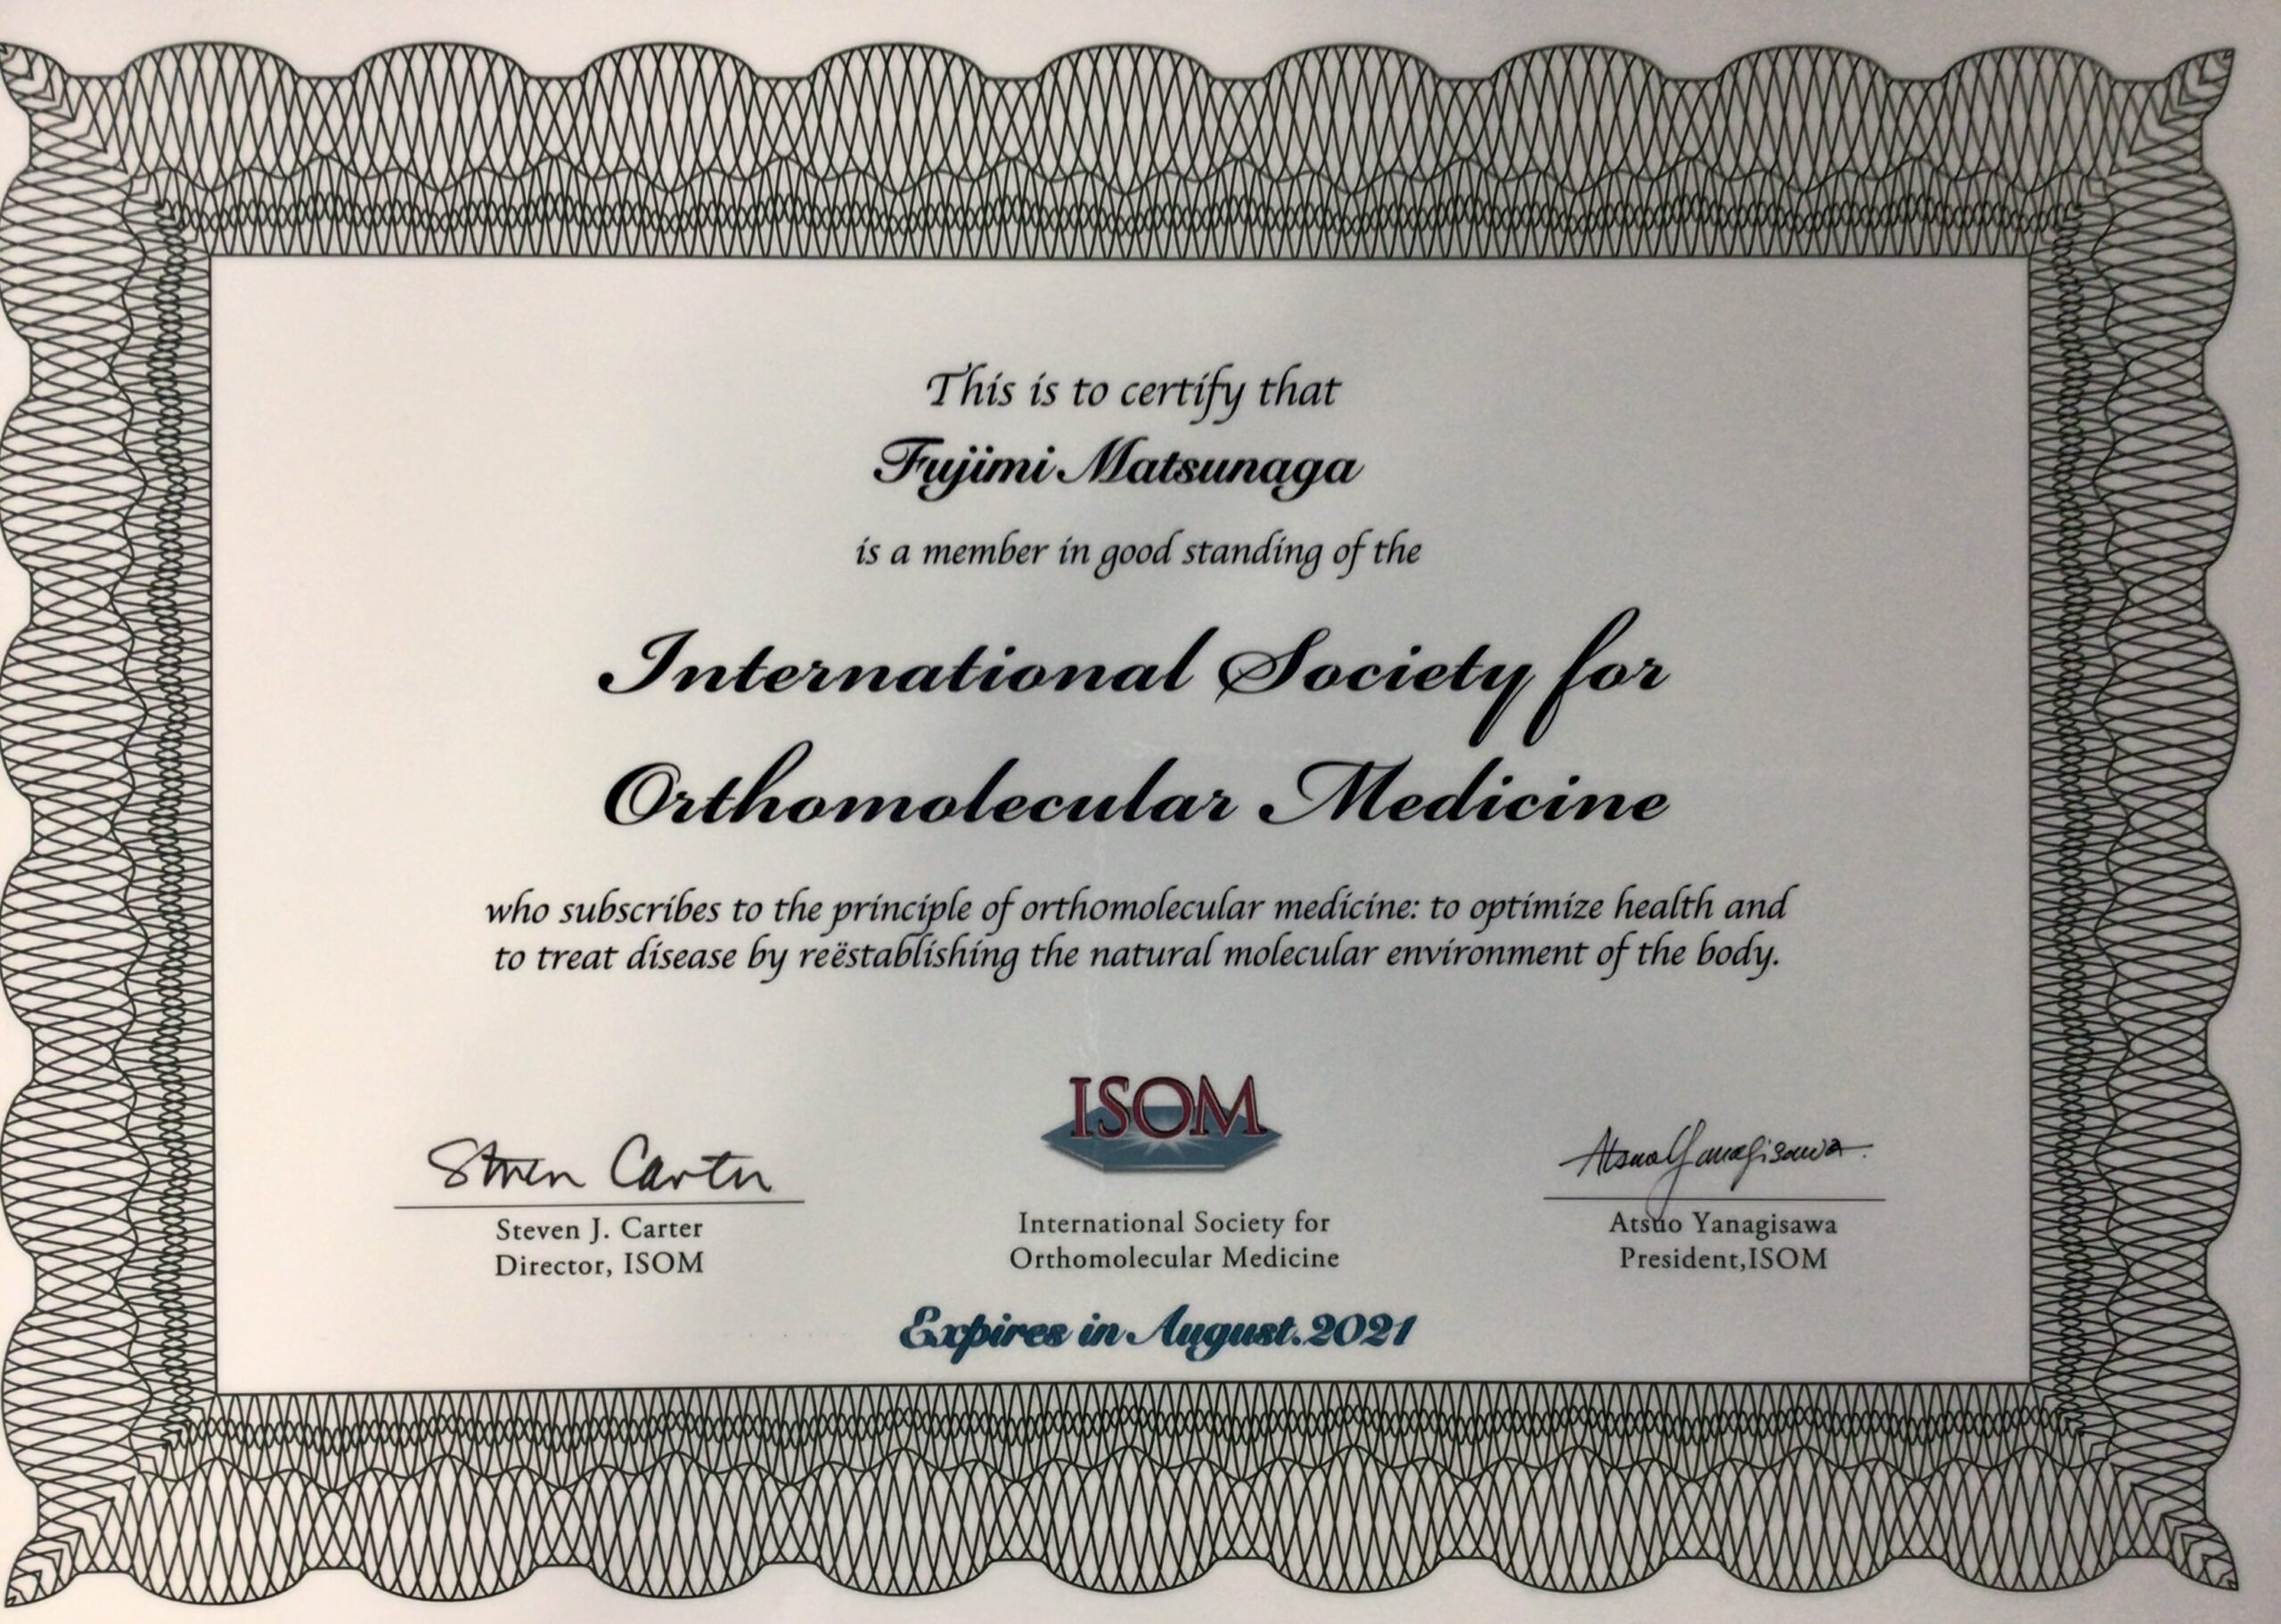 This is to certify that
Fujimi Matsunaga
is a member in good standing of the
International Society for
Orthomolecular Medicine
who subscribes to the principle of orthomolecular medicine: to optimize health and
to treat disease by reëstablishing the natural molecular environment of the body.
ISOM
Steven Carter
Steven J. Carter
Director, ISOM
International Society for
Orthomolecular Medicine
Atsuo Yanagisawa
Atsuo Yanagisawa
President,ISOM
Expires in August.2021